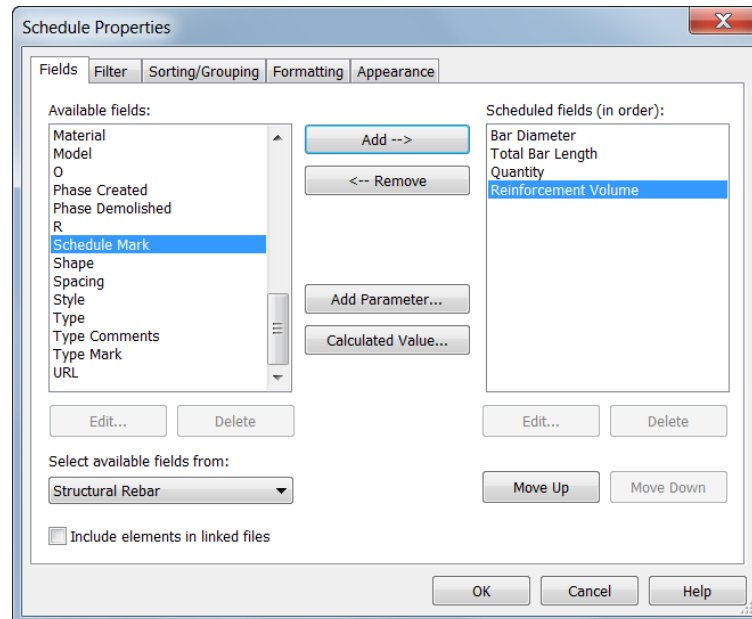 Schedule Properties
Fields
Filter
Sorting/Grouping
Formatting
Appearance
Available fields:
Material
Model
O
Phase Created
Phase Demolished
R
Schedule Mark
Shape
Spacing
Style
Type
Type Comments
Type Mark
URL
Add -->
<-- Remove
Add Parameter...
Calculated Value...
Scheduled fields (in order):
Bar Diameter
Total Bar Length
Quantity
Reinforcement Volume
Edit...
Delete
Edit...
Delete
Select available fields from:
Structural Rebar
Move Up
Move Down
Include elements in linked files
OK
Cancel
Help